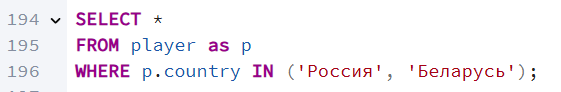 194 SELECT *
195 FROM player as p
196 WHERE p.country IN ('Россия', 'Беларусь');